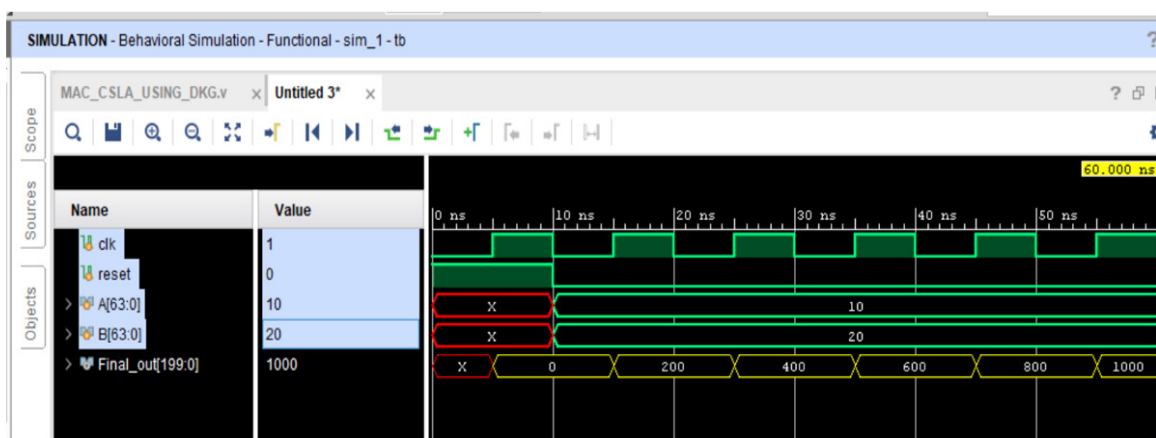 SIMULATION - Behavioral Simulation - Functional - sim_1 - tb ?
MAC_CSLA_USING_DKG.v × Untitled 3* × ?
Scope
Sources
Objects
60.000 ns
Name Value
0 ns 10 ns 20 ns 30 ns 40 ns 50 ns
clk 1
reset 0
A[63:0] 10 X 10
B[63:0] 20 X 20
Final_out[199:0] 1000 X 0 200 400 600 800 1000